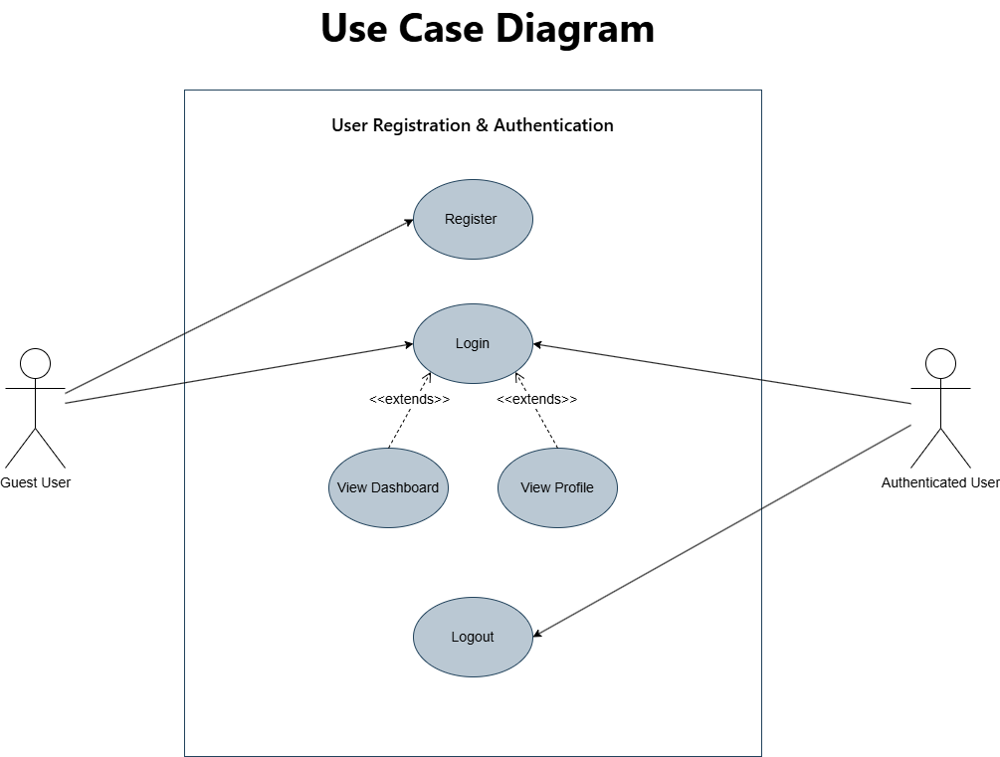 Use Case Diagram
User Registration & Authentication
Register
Login
<<extends>>
<<extends>>
View Dashboard
View Profile
Guest User
Authenticated User
Logout